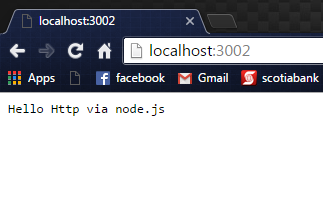 localhost:3002
localhost:3002
Apps facebook Gmail scotiabank
Hello Http via node.js